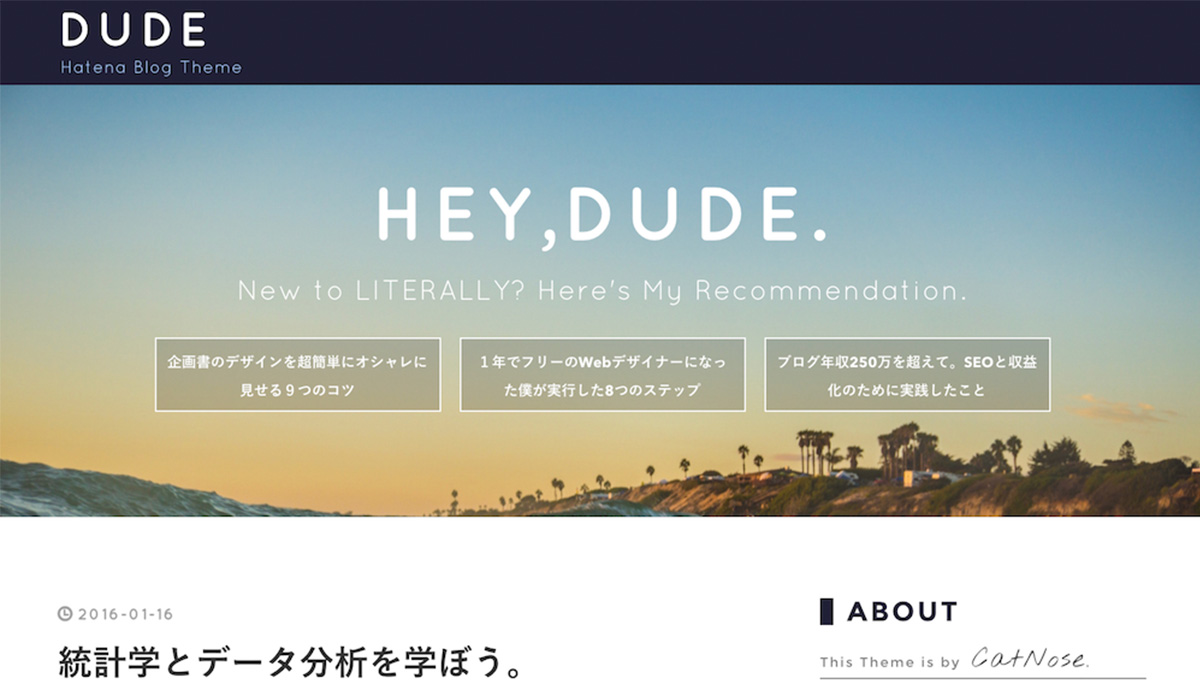 DUDE
Hatena Blog Theme
HEY,DUDE.
New to LITERALLY? Here's My Recommendation.
企画書のデザインを超簡単にオシャレに
見せる９つのコツ
１年でフリーのWebデザイナーになっ
た僕が実行した8つのステップ
ブログ年収250万を超えて。SEOと収益
化のために実践したこと
2016-01-16
統計学とデータ分析を学ぼう。
ABOUT
This Theme is by CatNose.